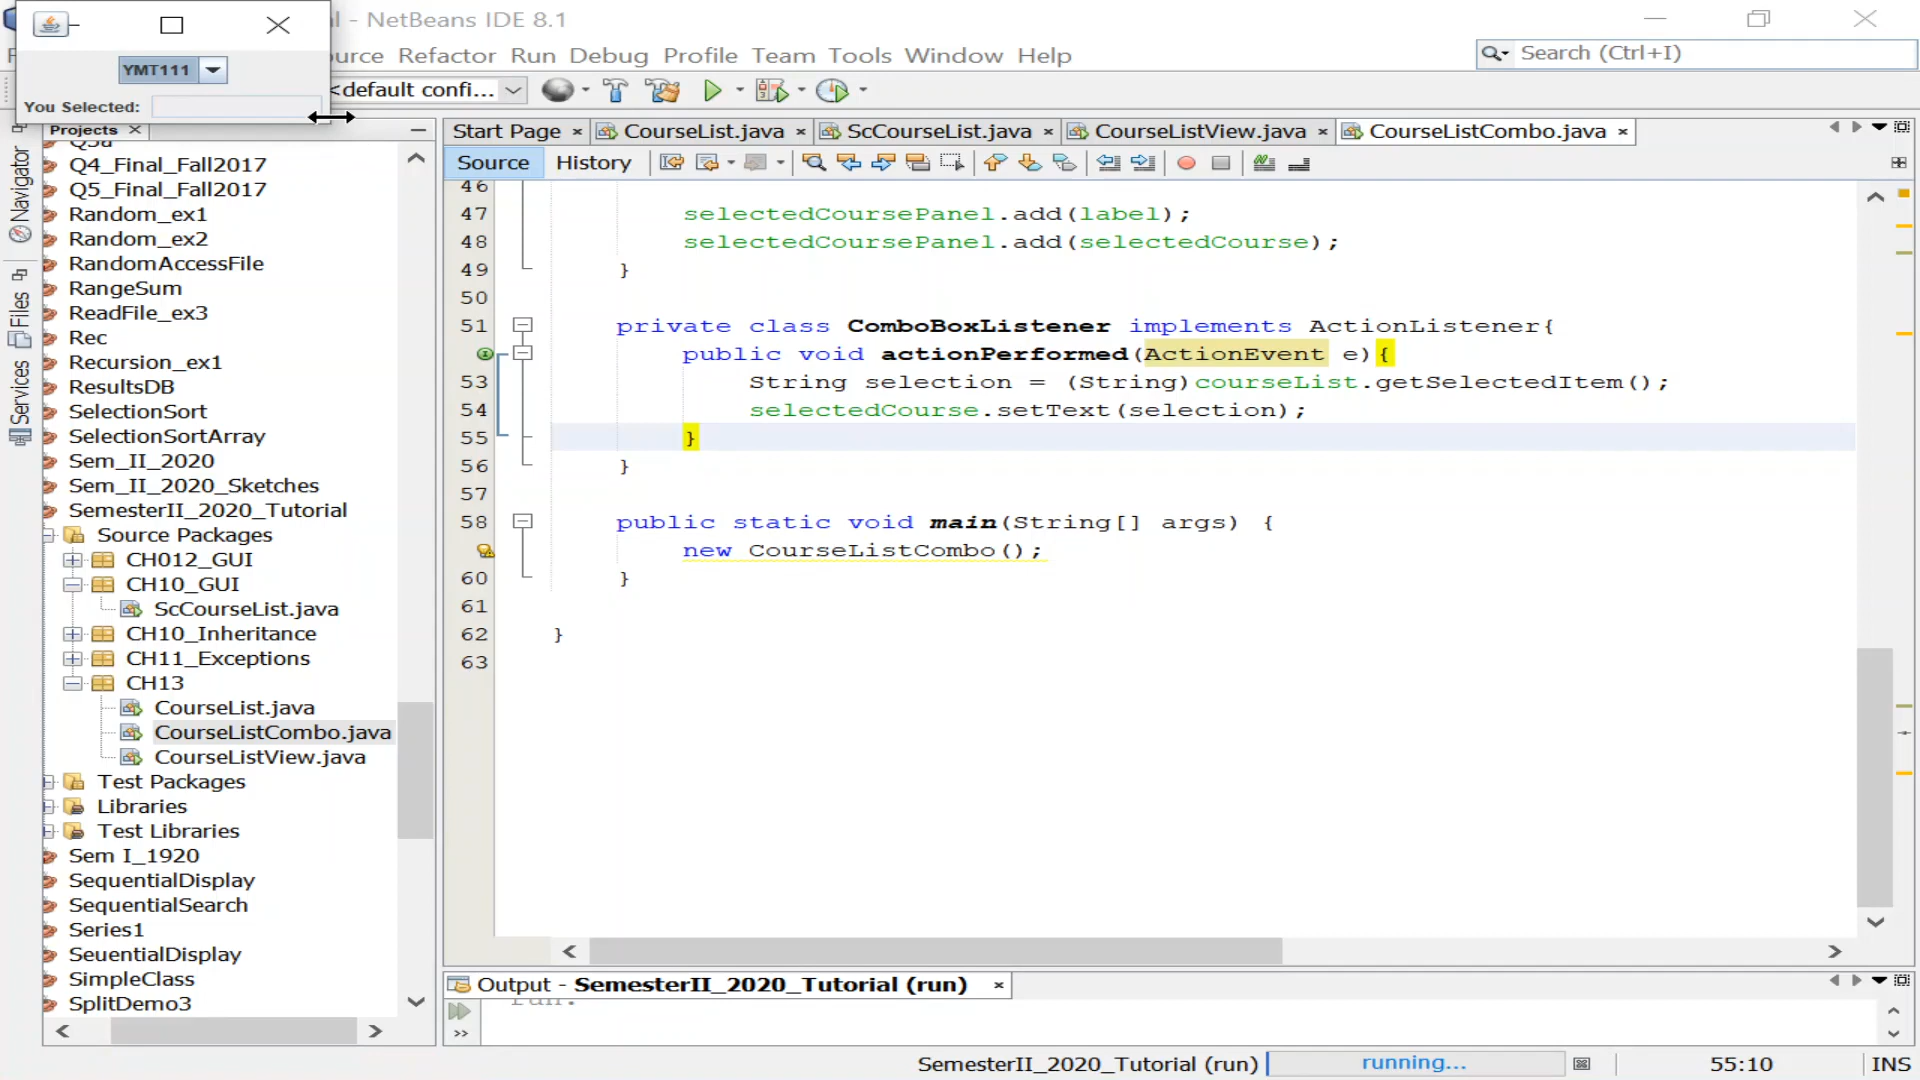 - NetBeans IDE 8.1
Refactor Run Debug Profile Team Tools Window Help
Search (Ctrl+I)
YMT111
<default confi...
You Selected:
Projects
Start Page
CourseList.java
ScCourseList.java
CourseListView.java
CourseListCombo.java
Source
History
Navigator
Files
Services
Q4_Final_Fall2017
Q5_Final_Fall2017
Random_ex1
Random_ex2
RandomAccessFile
RangeSum
ReadFile_ex3
Rec
Recursion_ex1
ResultsDB
SelectionSort
SelectionSortArray
Sem_II_2020
Sem_II_2020_Sketches
SemesterII_2020_Tutorial
Source Packages
CH012_GUI
CH10_GUI
ScCourseList.java
CH10_Inheritance
CH11_Exceptions
CH13
CourseList.java
CourseListCombo.java
CourseListView.java
Test Packages
Libraries
Test Libraries
Sem I_1920
SequentialDisplay
SequentialSearch
Series1
SeuentialDisplay
SimpleClass
SplitDemo3
46
47 selectedCoursePanel.add(label);
48 selectedCoursePanel.add(selectedCourse);
49 }
50
51 private class ComboBoxListener implements ActionListener{
public void actionPerformed(ActionEvent e){
53 String selection = (String)courseList.getSelectedItem();
54 selectedCourse.setText(selection);
55 }
56 }
57
58 public static void main(String[] args) {
new CourseListCombo();
60 }
61
62 }
63
Output - SemesterII_2020_Tutorial (run)
run:
SemesterII_2020_Tutorial (run)
running...
55:10
INS